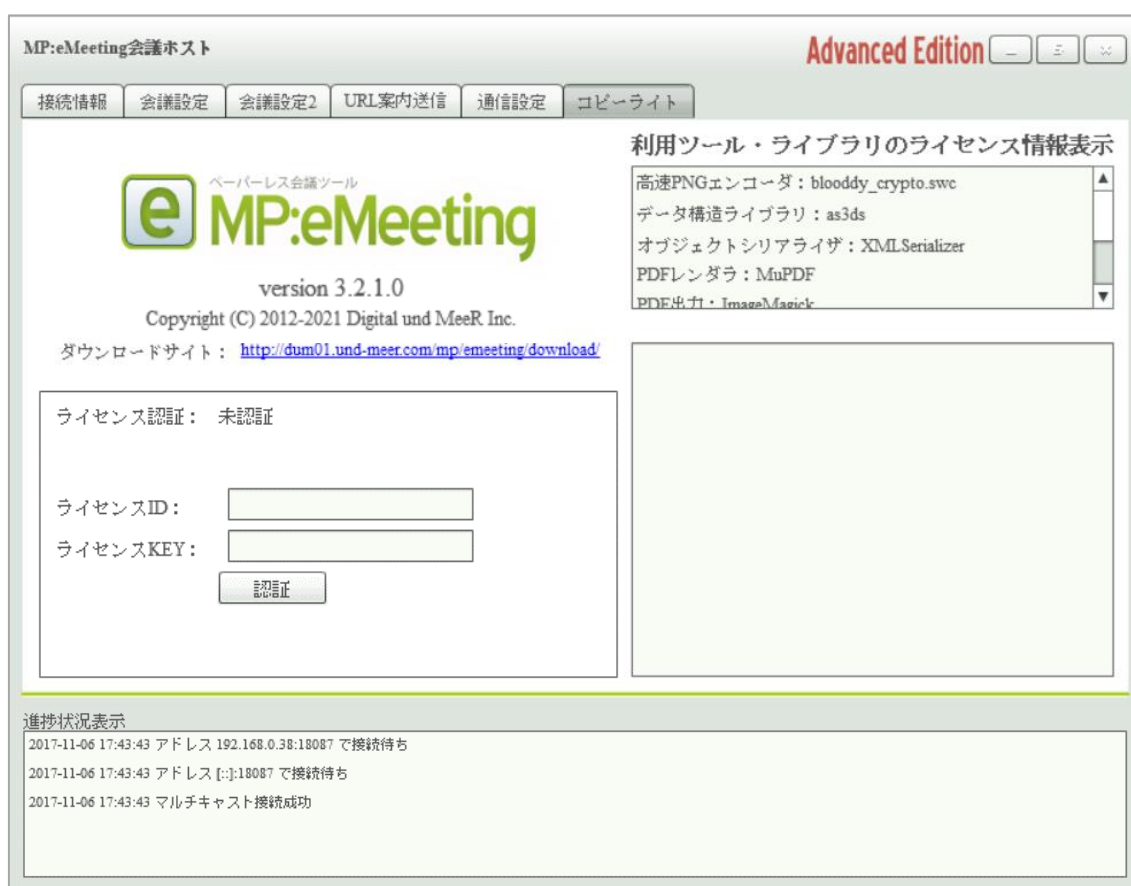 MP:eMeeting会議ホスト
Advanced Edition
接続情報 会議設定 会議設定2 URL案内送信 通信設定 コピーライト
利用ツール・ライブラリのライセンス情報表示
高速PNGエンコーダ：blooddy_crypto.swc
データ構造ライブラリ：as3ds
オブジェクトシリアライザ：XMLSerializer
PDFレンダラ：MuPDF
PDF出力：ImageMagick
e
ペーパーレス会議ツール
MP:eMeeting
version 3.2.1.0
Copyright (C) 2012-2021 Digital und MeeR Inc.
ダウンロードサイト： http://dum01.und-meer.com/mp/emeeting/download/
ライセンス認証： 未認証
ライセンスID：
ライセンスKEY：
認証
進捗状況表示
2017-11-06 17:43:43 アドレス 192.168.0.38:18087 で接続待ち
2017-11-06 17:43:43 アドレス [::]:18087 で接続待ち
2017-11-06 17:43:43 マルチキャスト接続成功